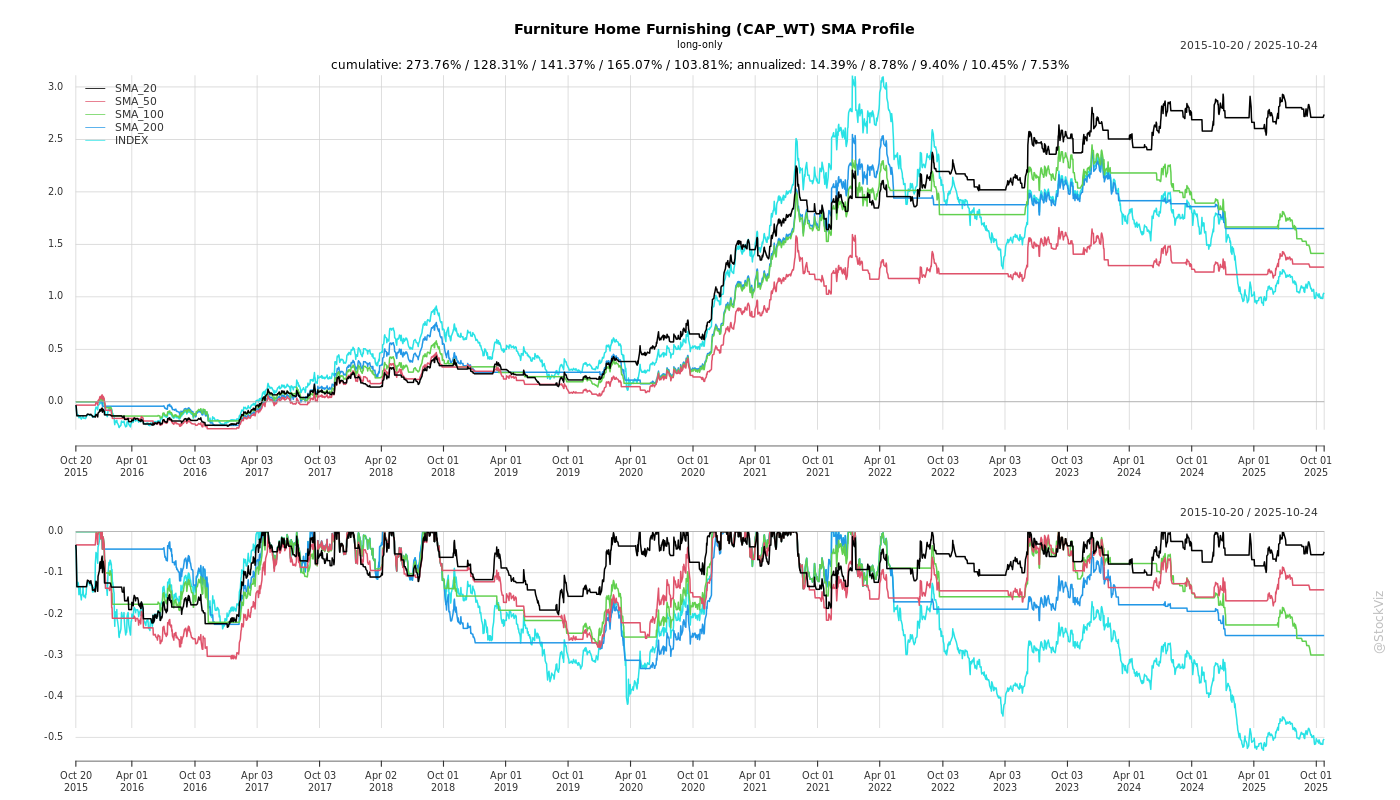 Furniture Home Furnishing (CAP_WT) SMA Profile
long-only
2015-10-20 / 2025-10-24
cumulative: 273.76% / 128.31% / 141.37% / 165.07% / 103.81%; annualized: 14.39% / 8.78% / 9.40% / 10.45% / 7.53%
SMA_20
SMA_50
SMA_100
SMA_200
INDEX
3.0
2.5
2.0
1.5
1.0
0.5
0.0
Oct 20 Apr 01 Oct 03 Apr 03 Oct 03 Apr 02 Oct 01 Apr 01 Oct 01 Apr 01 Oct 01 Apr 01 Oct 01 Apr 01 Oct 03 Apr 03 Oct 03 Apr 01 Oct 01 Apr 01 Oct 01
2015 2016 2016 2017 2017 2018 2018 2019 2019 2020 2020 2021 2021 2022 2022 2023 2023 2024 2024 2025 2025
2015-10-20 / 2025-10-24
0.0
-0.1
-0.2
-0.3
-0.4
-0.5
Oct 20 Apr 01 Oct 03 Apr 03 Oct 03 Apr 02 Oct 01 Apr 01 Oct 01 Apr 01 Oct 01 Apr 01 Oct 01 Apr 01 Oct 03 Apr 03 Oct 03 Apr 01 Oct 01 Apr 01 Oct 01
2015 2016 2016 2017 2017 2018 2018 2019 2019 2020 2020 2021 2021 2022 2022 2023 2023 2024 2024 2025 2025
@StockViz